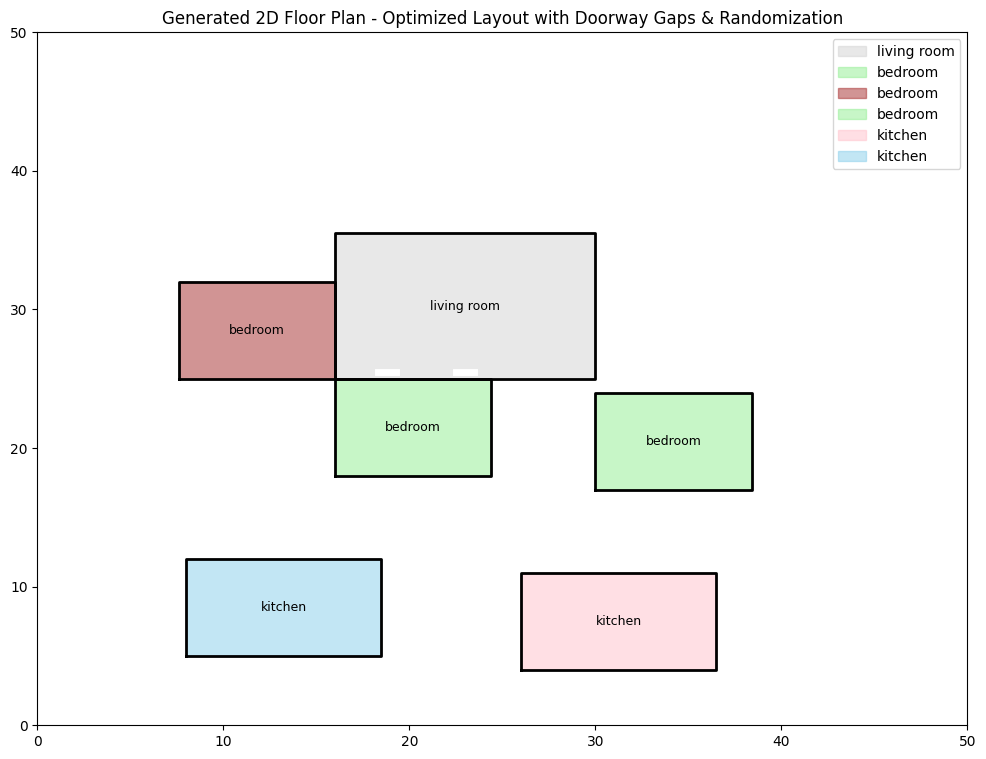 Generated 2D Floor Plan - Optimized Layout with Doorway Gaps & Randomization
50
living room
bedroom
bedroom
bedroom
kitchen
kitchen
40
30
living room
bedroom
bedroom
bedroom
20
10
kitchen
kitchen
0
0
10
20
30
40
50